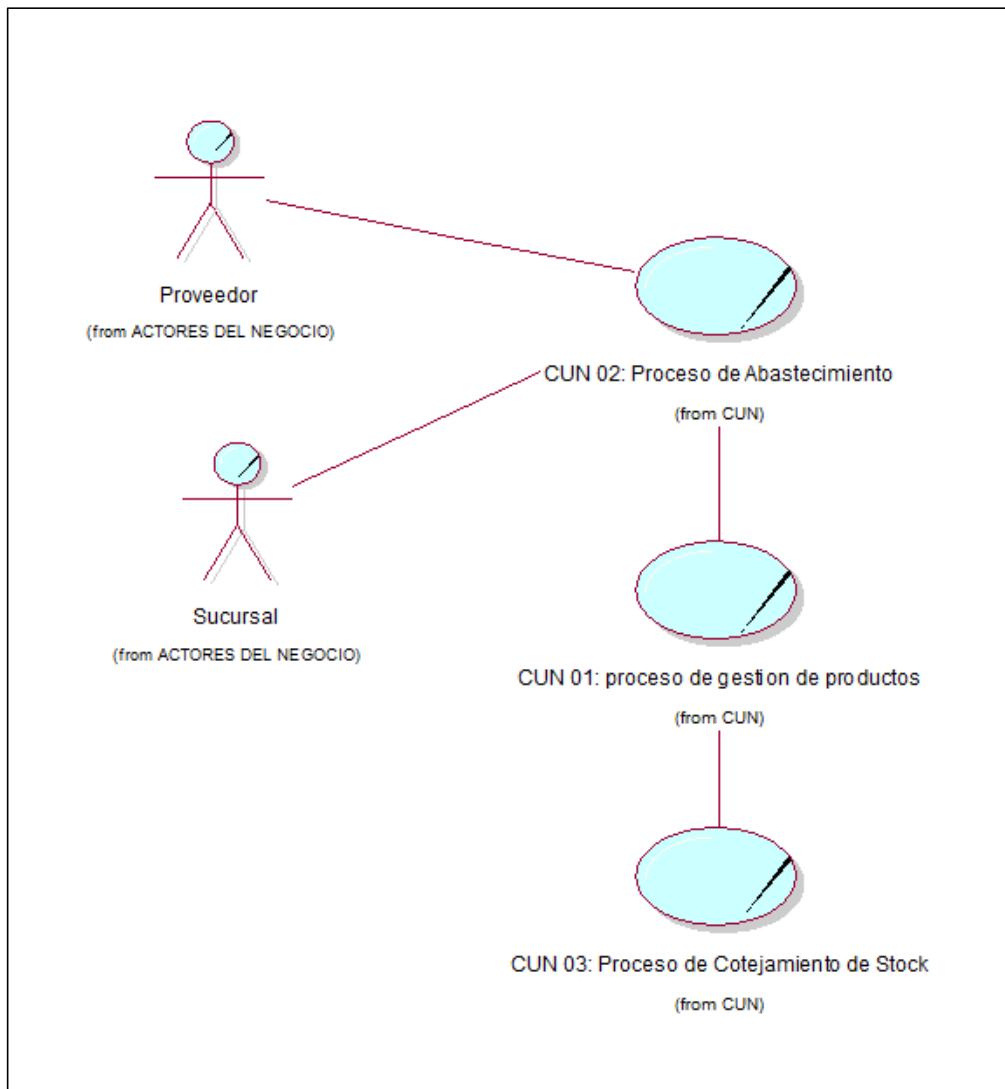 Proveedor
(from ACTORES DEL NEGOCIO)
CUN 02: Proceso de Abastecimiento
(from CUN)
Sucursal
(from ACTORES DEL NEGOCIO)
CUN 01: proceso de gestion de productos
(from CUN)
CUN 03: Proceso de Cotejamiento de Stock
(from CUN)